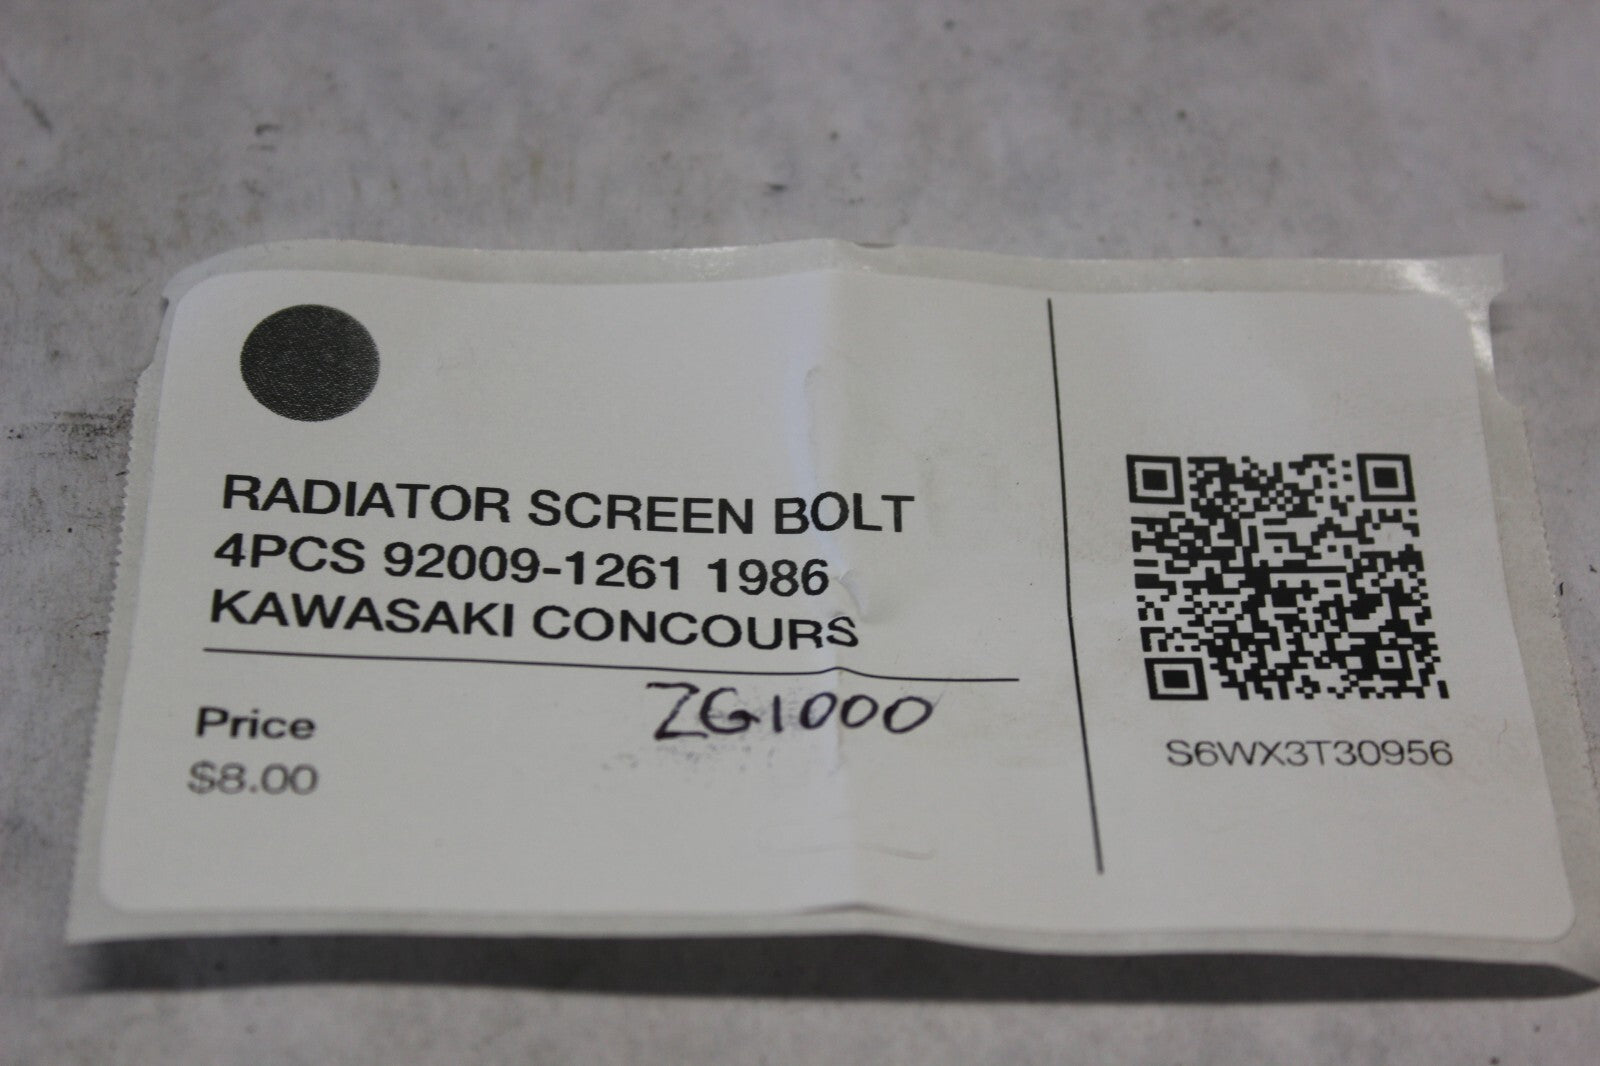 RADIATOR SCREEN BOLT
4PCS 92009-1261 1986
KAWASAKI CONCOURS
ZG1000
Price
$8.00
S6WX3T30956